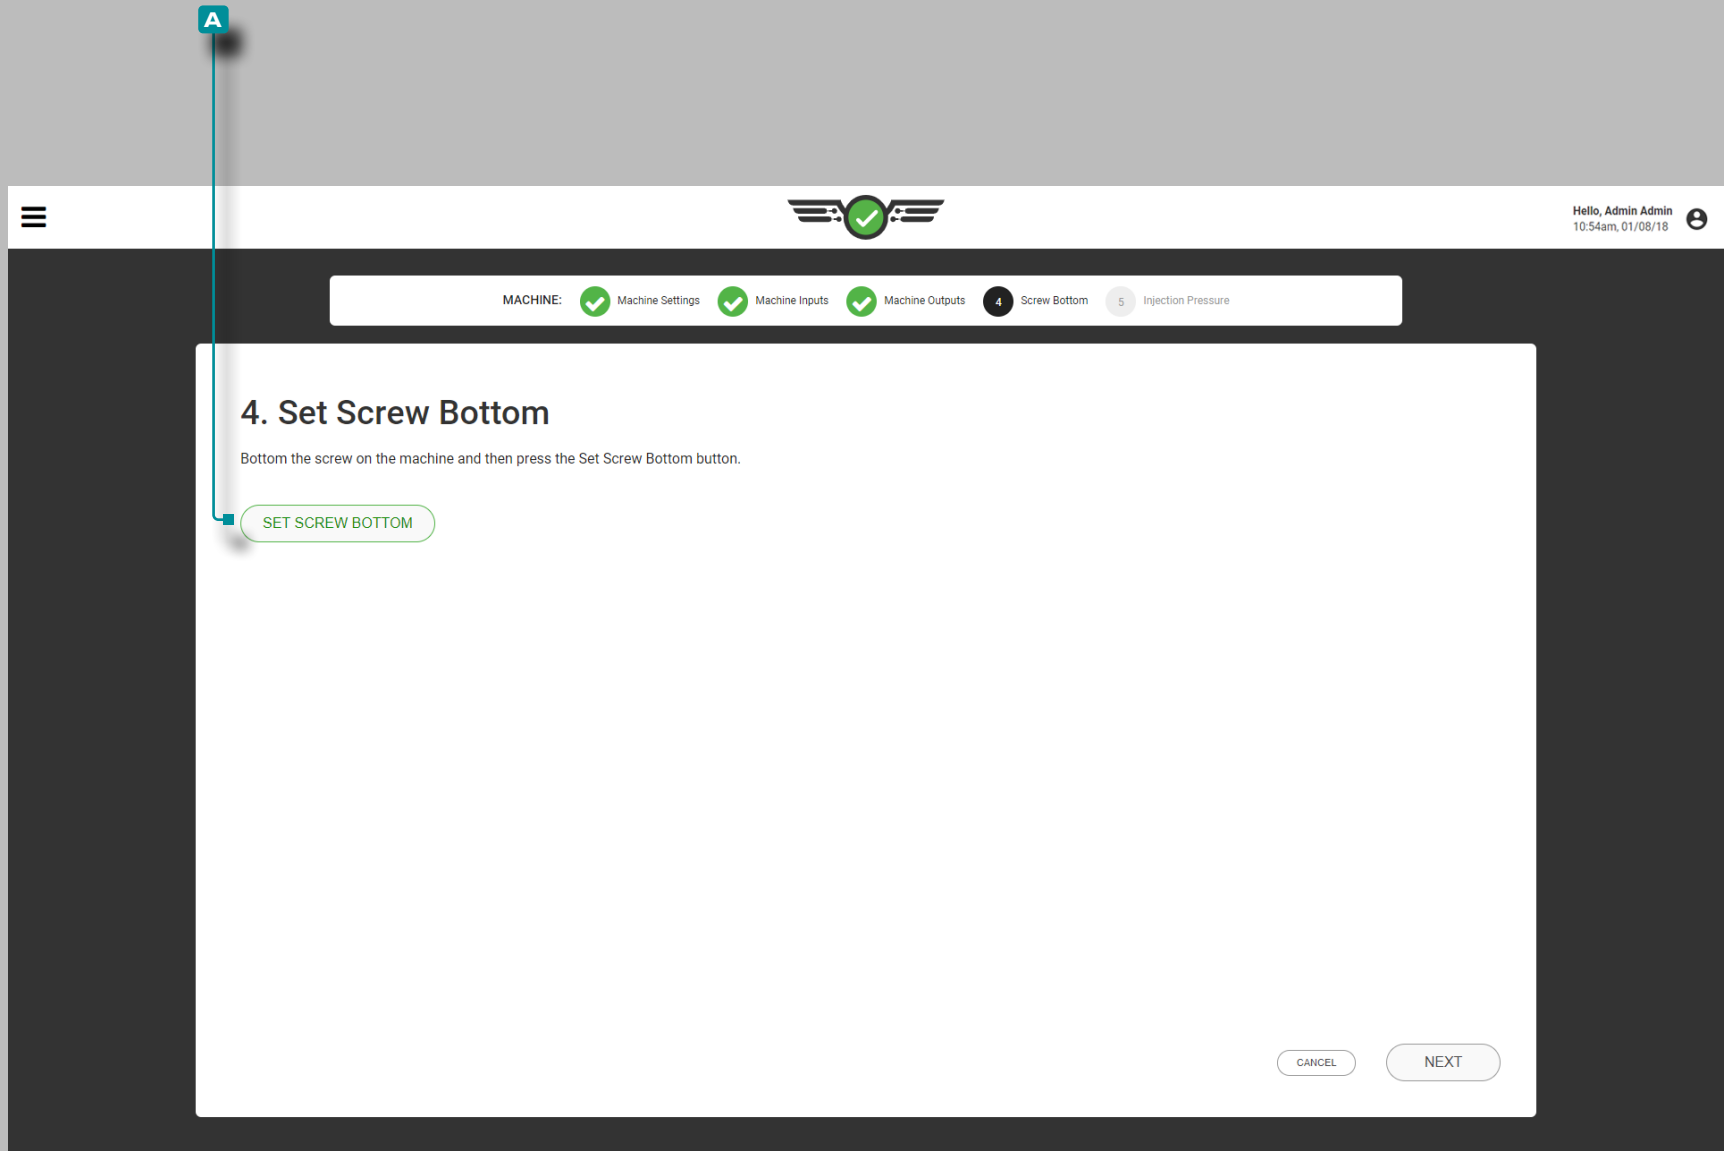 A
Hello, Admin Admin
10:54am, 01/08/18
MACHINE: Machine Settings Machine Inputs Machine Outputs 4 Screw Bottom 5 Injection Pressure
4. Set Screw Bottom
Bottom the screw on the machine and then press the Set Screw Bottom button.
SET SCREW BOTTOM
CANCEL NEXT